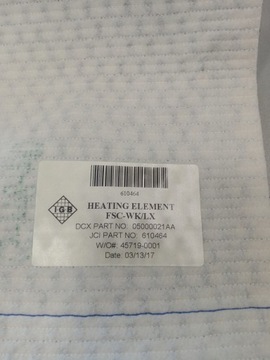 610464
IGB
HEATING ELEMENT
FSC-WK/LX
DCX PART NO: 05000021AA
JCI PART NO: 610464
W/O#: 45719-0001
Date: 03/13/17